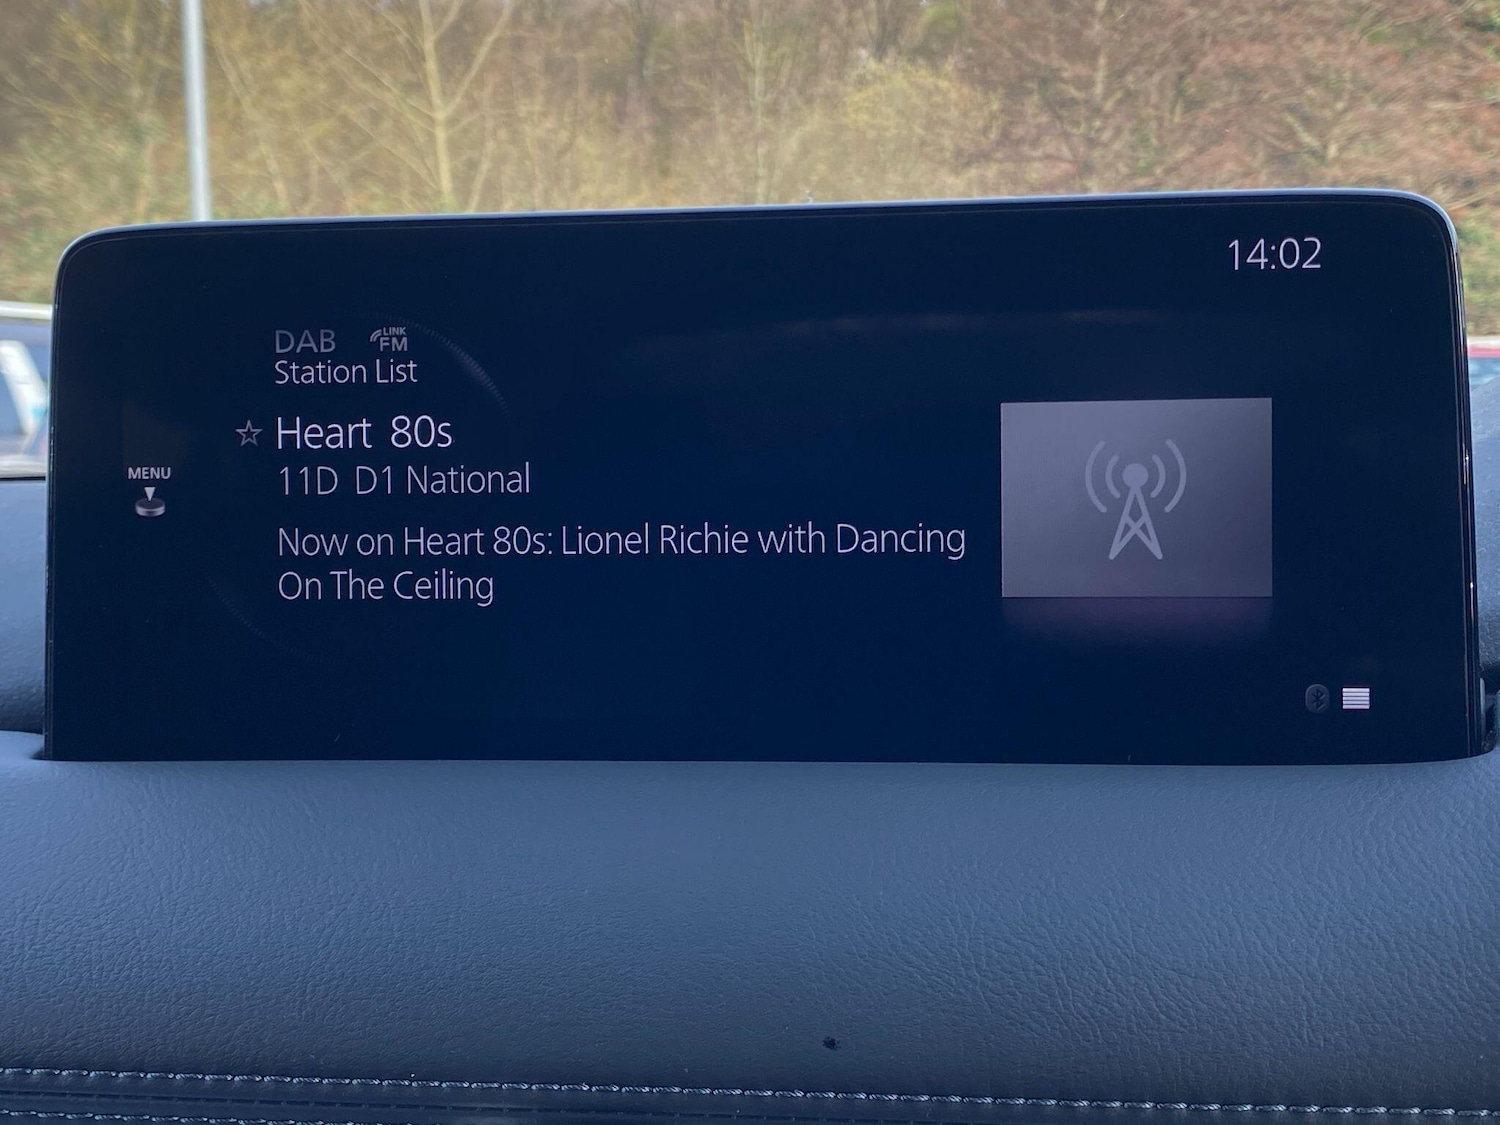 14:02
DAB LINK FM
Station List
Heart 80s
MENU
11D D1 National
Now on Heart 80s: Lionel Richie with Dancing
On The Ceiling